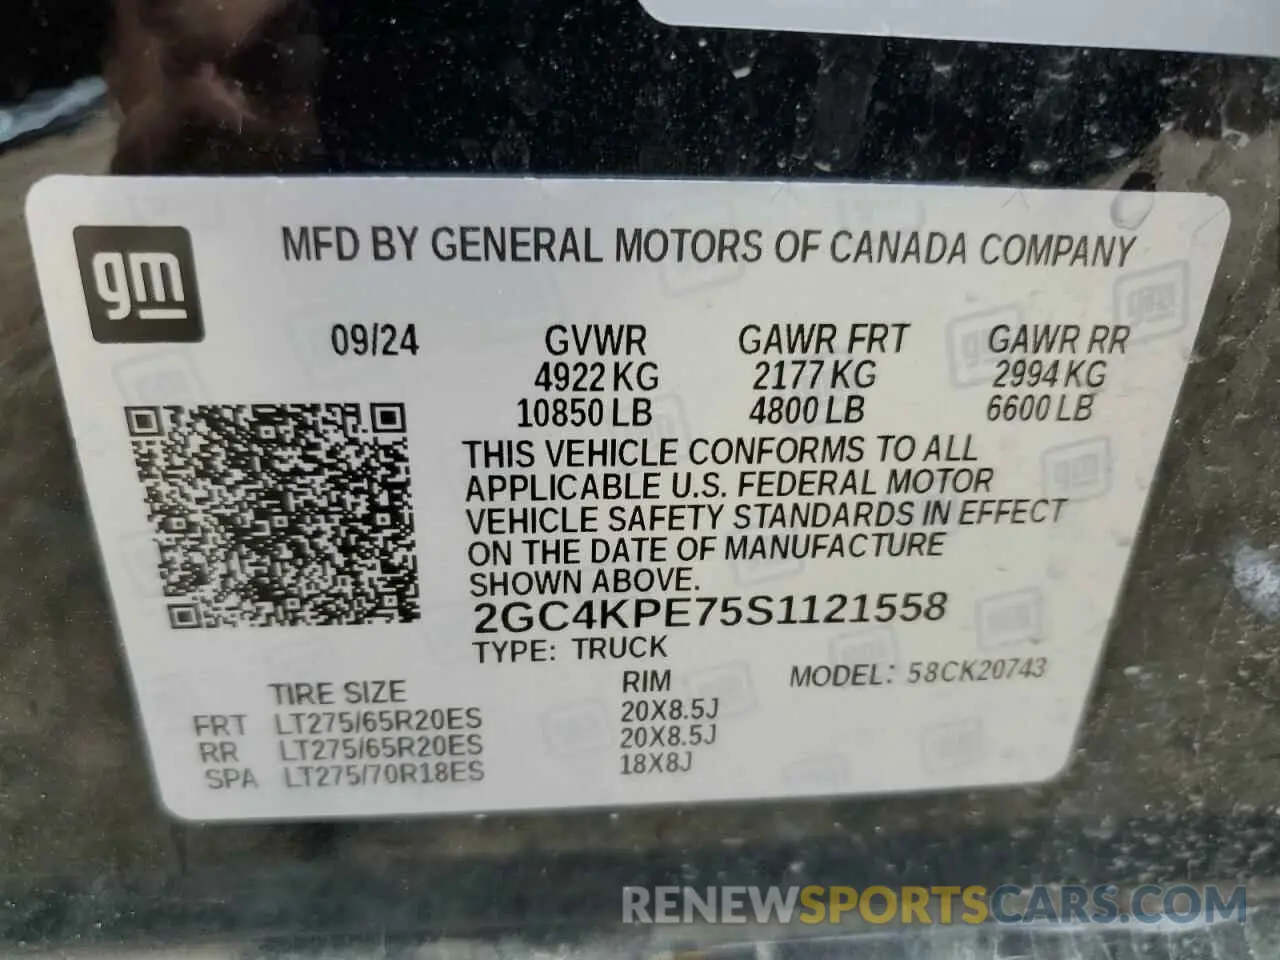 gm
MFD BY GENERAL MOTORS OF CANADA COMPANY
09/24 GVWR GAWR FRT GAWR RR
4922 KG 2177 KG 2994 KG
10850 LB 4800 LB 6600 LB
THIS VEHICLE CONFORMS TO ALL
APPLICABLE U.S. FEDERAL MOTOR
VEHICLE SAFETY STANDARDS IN EFFECT
ON THE DATE OF MANUFACTURE
SHOWN ABOVE.
2GC4KPE75S1121558
TYPE: TRUCK
MODEL: 58CK20743
TIRE SIZE RIM
FRT LT275/65R20ES 20X8.5J
RR LT275/65R20ES 20X8.5J
SPA LT275/70R18ES 18X8J
RENEWSPORTSCARS.COM